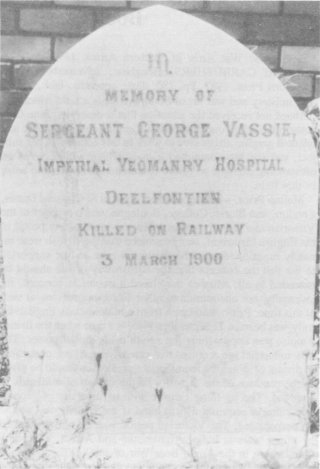 IN
MEMORY OF
SERGEANT GEORGE VASSIE,
IMPERIAL YEOMANRY HOSPITAL
DEELFONTIEN
KILLED ON RAILWAY
3 MARCH 1900